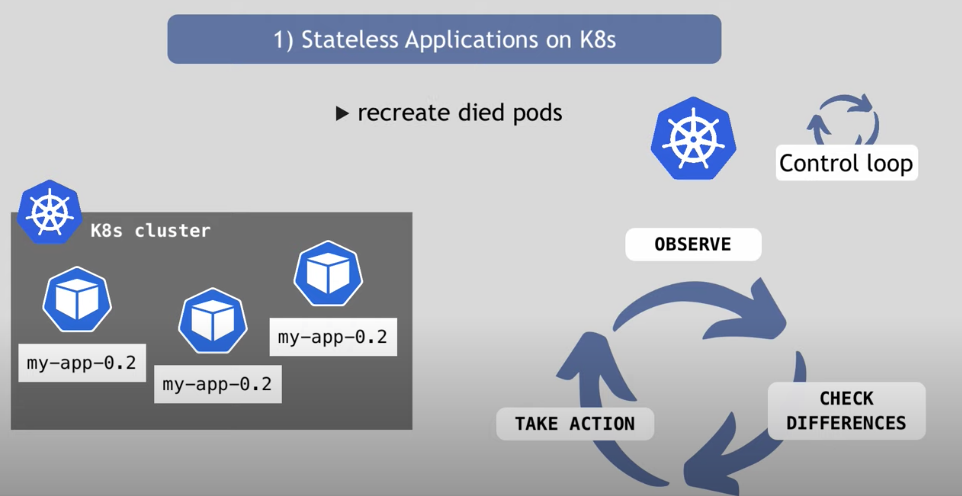 1) Stateless Applications on K8s
▶ recreate died pods
Control loop
K8s cluster
my-app-0.2
my-app-0.2
my-app-0.2
OBSERVE
CHECK
DIFFERENCES
TAKE ACTION